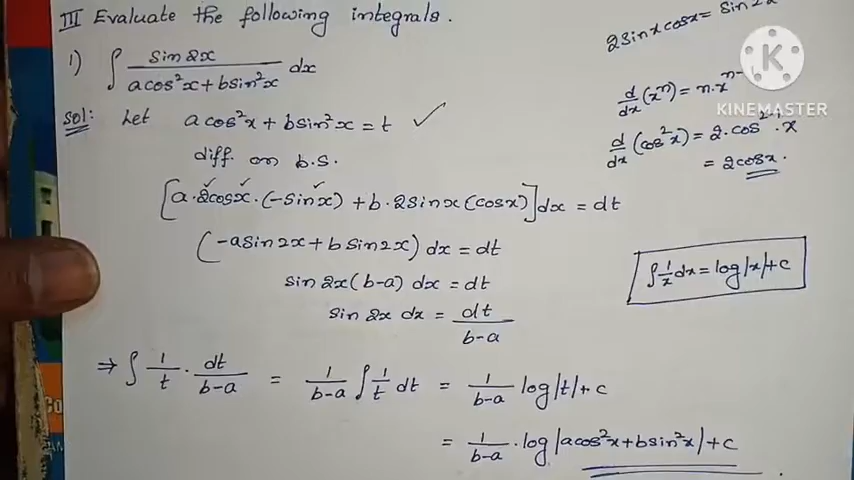 III Evaluate the following integrals.
1) ∫ sin2x / (acos²x + bsin²x) dx
Sol: Let acos²x + bsin²x = t ✓
diff. on b.s.
[a·2cosx·(-sinx) + b·2sinx(cosx)]dx = dt
(-asin2x + bsin2x) dx = dt
sin2x(b-a) dx = dt
sin2x dx = dt / (b-a)
⇒ ∫ 1/t · dt/(b-a) = 1/(b-a) ∫ 1/t dt = 1/(b-a) log|t| + c
= 1/(b-a) · log|acos²x + bsin²x| + c
2sinxcosx = sin2x
d/dx (xⁿ) = n·xⁿ⁻
d/dx (cos²x) = 2·cos²⁻¹·x
= 2cosx.
∫ 1/x dx = log|x| + c
K
KINEMASTER